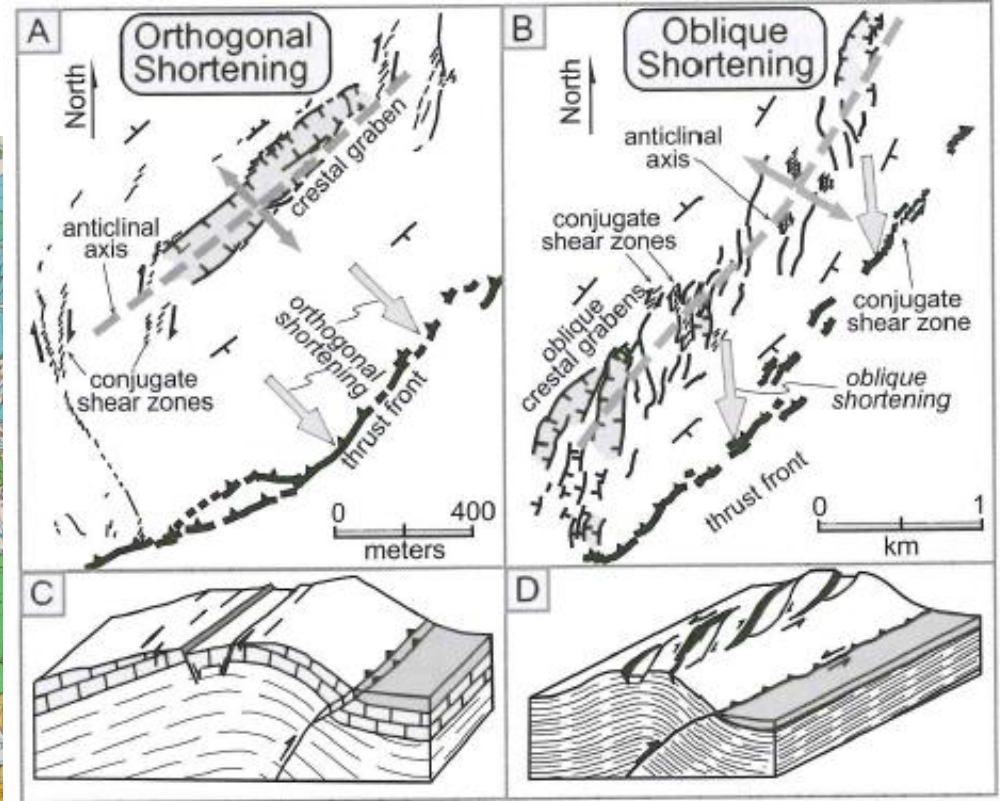 A
Orthogonal
Shortening
North
crestal graben
anticlinal
axis
orthogonal
shortening
conjugate
shear zones
thrust front
0 400
meters
B
Oblique
Shortening
North
anticlinal
axis
conjugate
shear zones
oblique
crestal grabens
conjugate
shear zone
oblique
shortening
thrust front
0 1
km
C
D